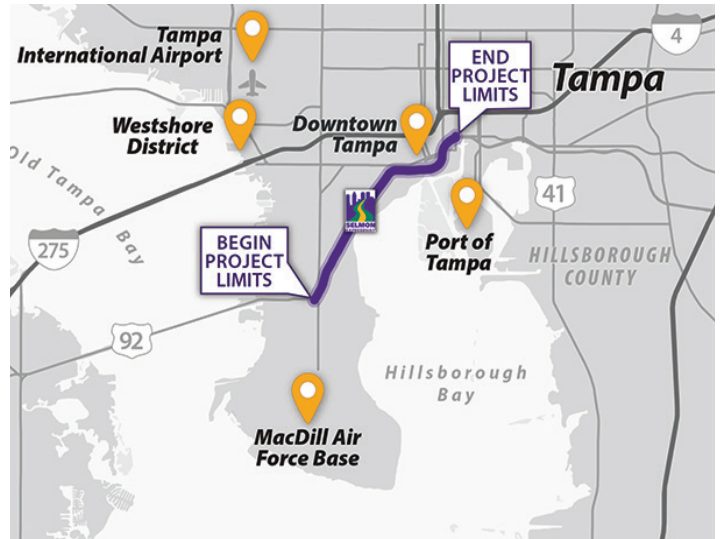 Tampa
International Airport
4
END
PROJECT
LIMITS
Tampa
Westshore
District
Downtown
Tampa
Old Tampa Bay
41
275
BEGIN
PROJECT
LIMITS
SELMON
Port of
Tampa
HILLSBOROUGH
COUNTY
92
Hillsborough
Bay
MacDill Air
Force Base